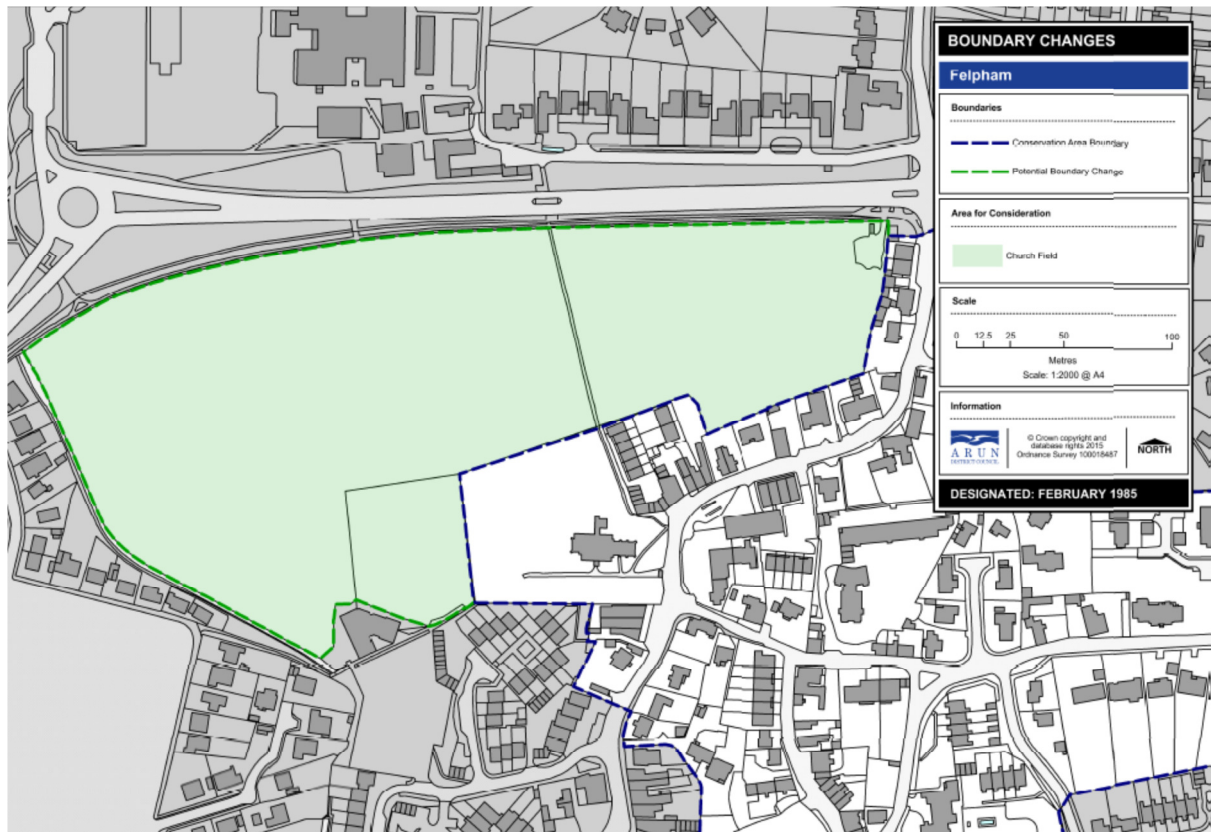 BOUNDARY CHANGES
Felpham
Boundaries
Conservation Area Boundary
Potential Boundary Change
Area for Consideration
Church Field
Scale
0 12.5 25 50 100
Metres
Scale: 1:2000 @ A4
Information
ARUN
DISTRICT COUNCIL
© Crown copyright and
database rights 2015
Ordnance Survey 100018487
NORTH
DESIGNATED: FEBRUARY 1985